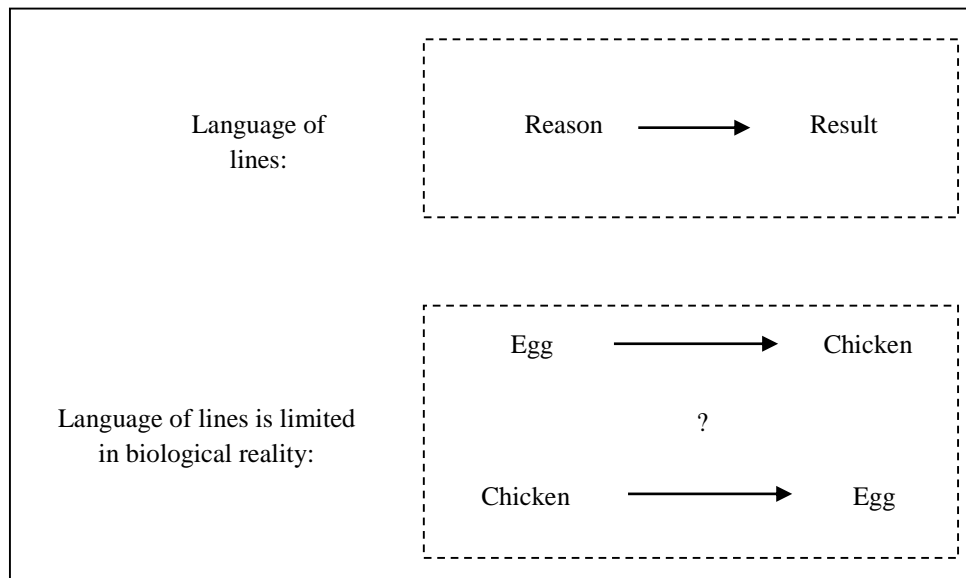 Language of
lines:
Reason
Result
Egg
Chicken
Language of lines is limited
in biological reality:
?
Chicken
Egg